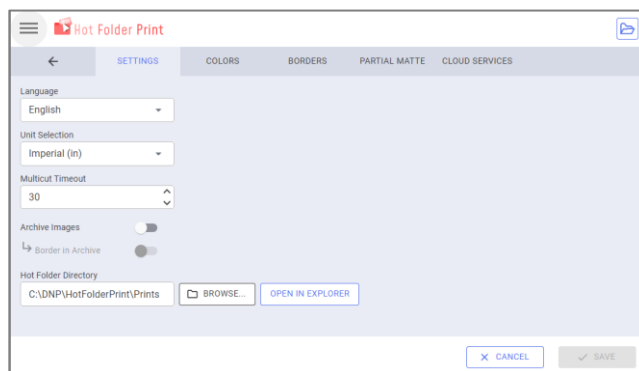 Hot Folder Print
SETTINGS COLORS BORDERS PARTIAL MATTE CLOUD SERVICES
Language
English
Unit Selection
Imperial (in)
Multicut Timeout
30
Archive Images
Border in Archive
Hot Folder Directory
C:\DNP\HotFolderPrint\Prints BROWSE... OPEN IN EXPLORER
CANCEL SAVE